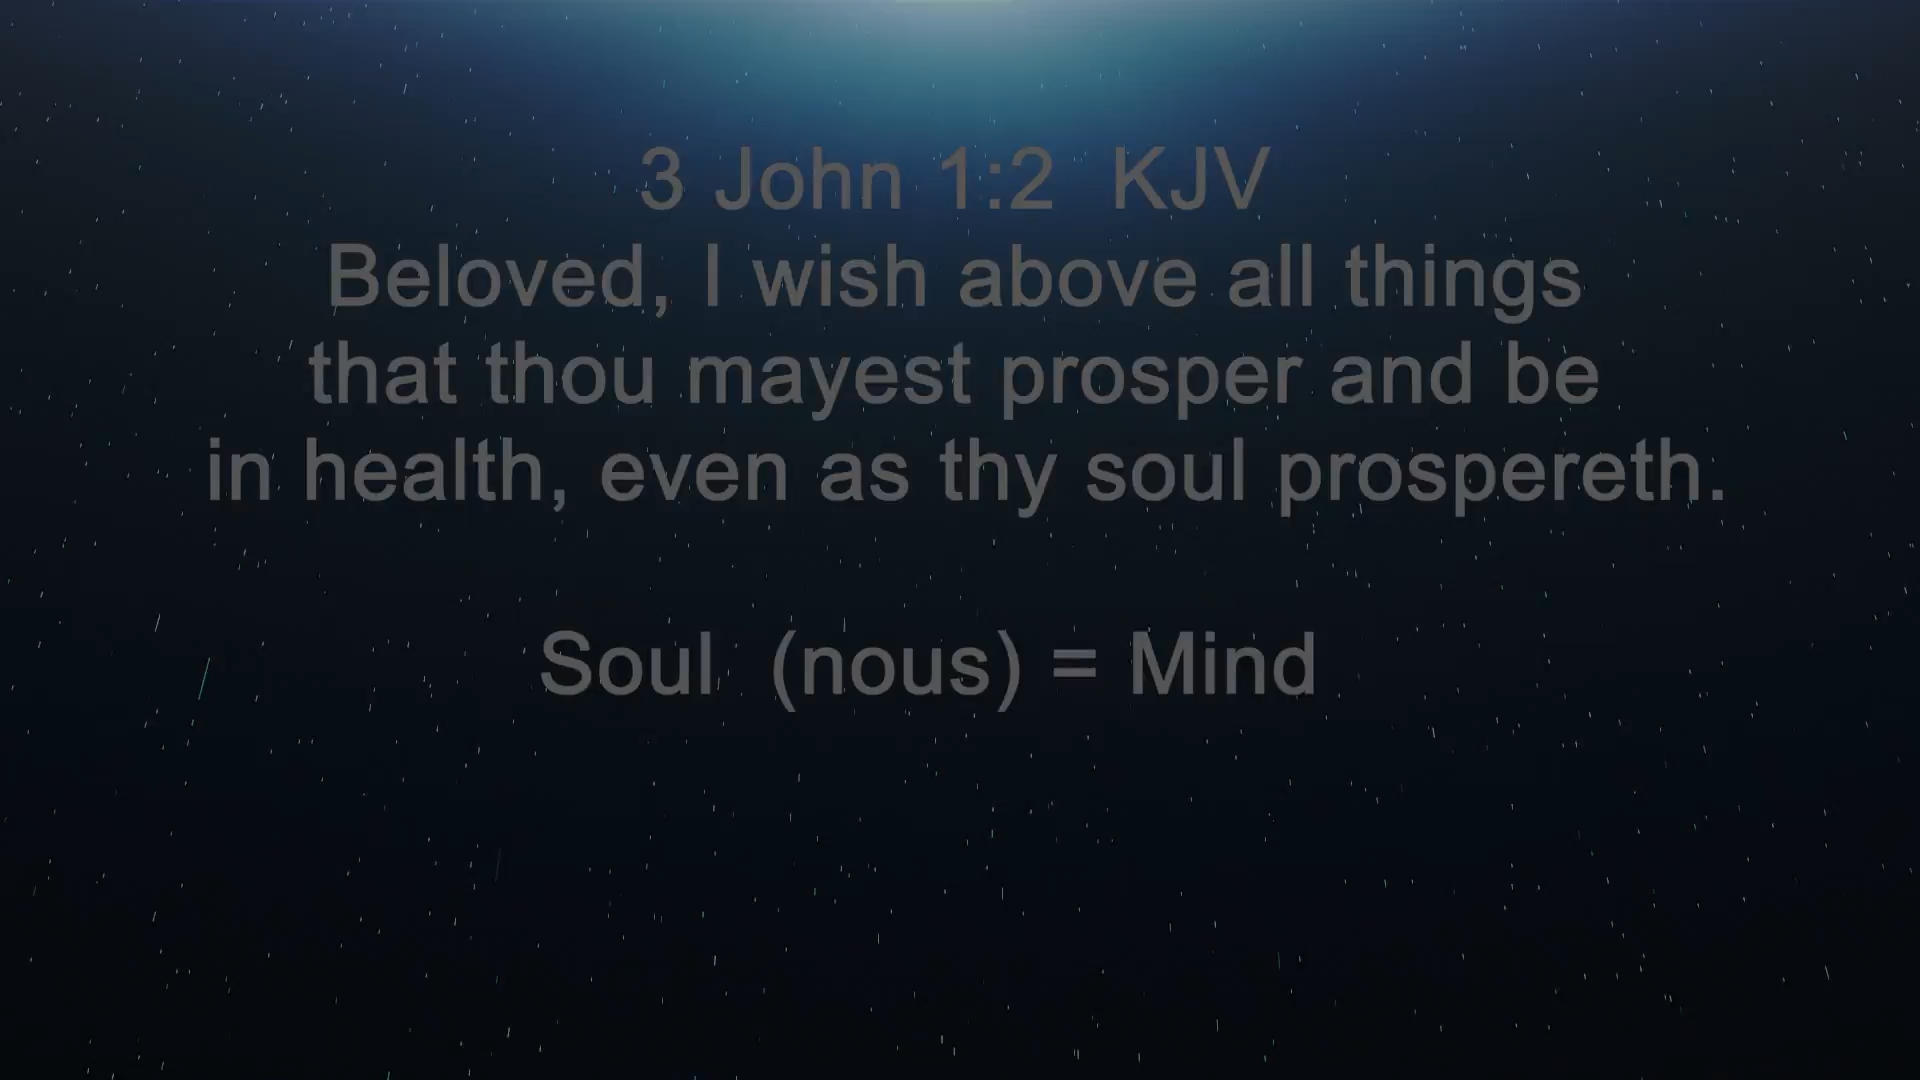 3 John 1:2 KJV
Beloved, I wish above all things
that thou mayest prosper and be
in health, even as thy soul prospereth.
Soul (nous) = Mind